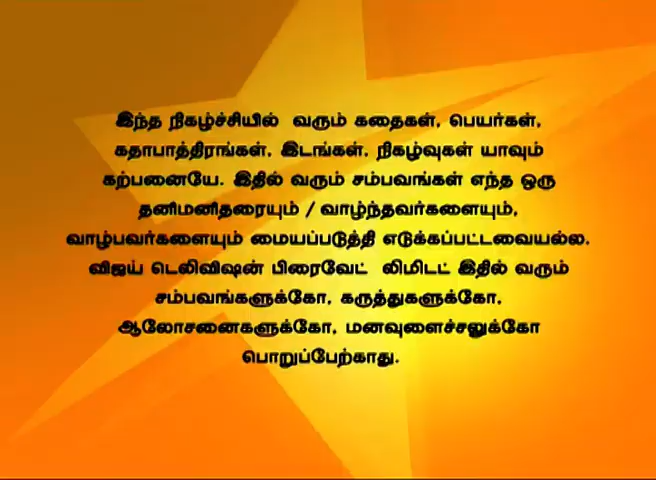 இந்த நிகழ்ச்சியில் வரும் கதைகள், பெயர்கள்,
கதாபாத்திரங்கள், இடங்கள், நிகழ்வுகள் யாவும்
கற்பனையே. இதில் வரும் சம்பவங்கள் எந்த ஒரு
தனிமனிதரையும் / வாழ்ந்தவர்களையும்,
வாழ்பவர்களையும் மையப்படுத்தி எடுக்கப்பட்டவையல்ல.
விஜய் டெலிவிஷன் பிரைவேட் லிமிடட் இதில் வரும்
சம்பவங்களுக்கோ, கருத்துகளுக்கோ,
ஆலோசனைகளுக்கோ, மனவுளைச்சலுக்கோ
பொறுப்பேற்காது.